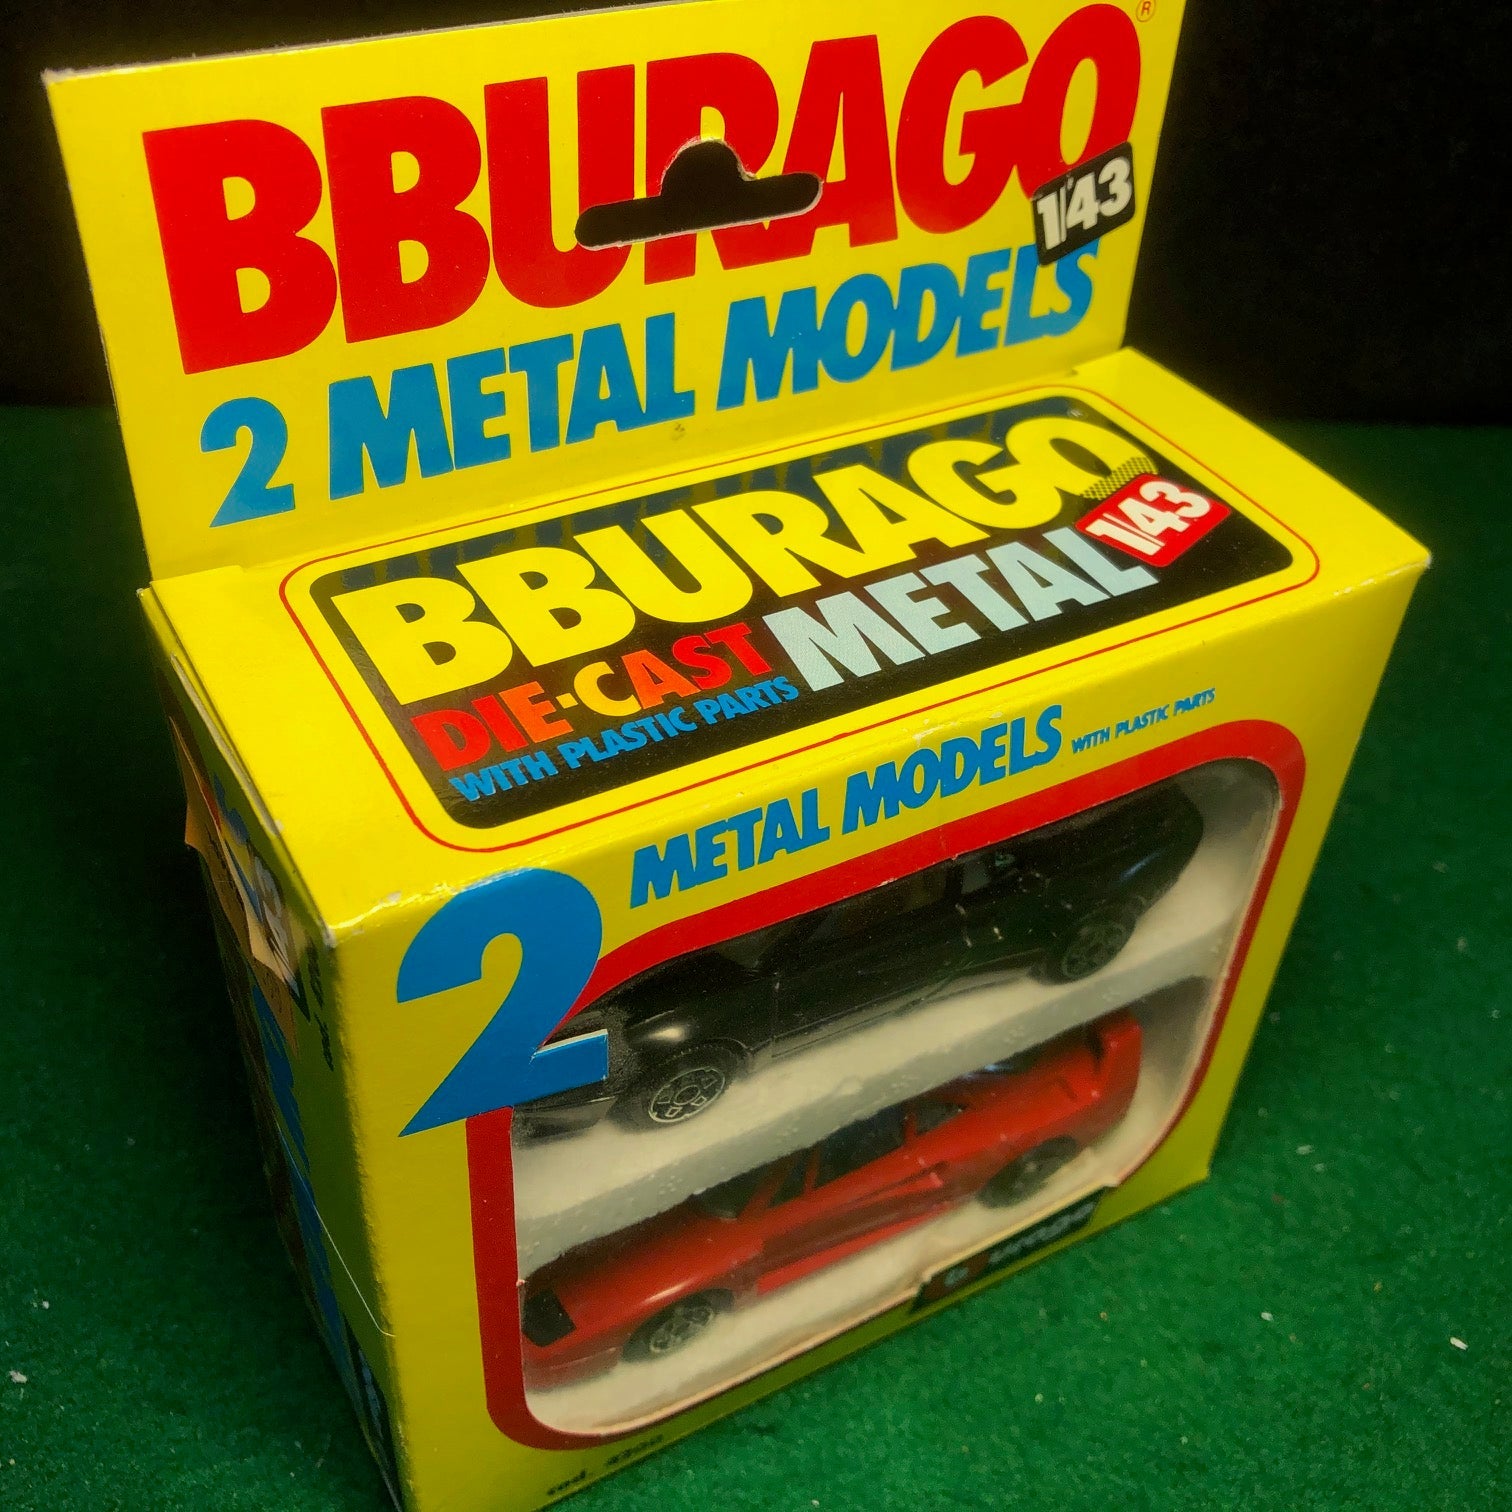 BBURAGO ®
1/43
2 METAL MODELS
BBURAGO
1/43
DIE-CAST METAL
WITH PLASTIC PARTS
2 METAL MODELS WITH PLASTIC PARTS
cod.